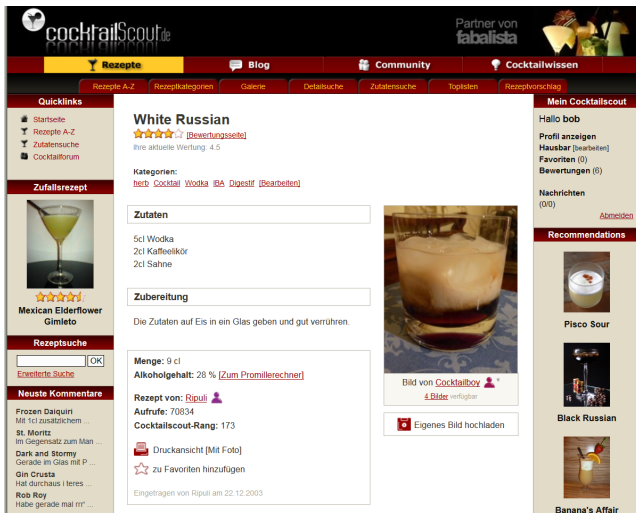 cocktailScout.de
Partner von
fabalista
Rezepte
Blog
Community
Cocktailwissen
Rezepte A-Z
Rezeptkategorien
Galerie
Detailsuche
Zutatensuche
Toplisten
Rezeptvorschlag
Quicklinks
Startseite
Rezepte A-Z
Zutatensuche
Cocktailforum
Zufallsrezept
Mexican Elderflower
Gimleto
Rezeptsuche
OK
Erweiterte Suche
Neuste Kommentare
Frozen Daiquiri
Mit 1cl zusätzlichem ...
St. Moritz
Im Gegensatz zum Man ...
Dark and Stormy
Gerade im Glas mit P ...
Gin Crusta
Hat durchaus i teres ...
Rob Roy
Habe gerade mal rrr" ...
White Russian
[Bewertungsseite]
Ihre aktuelle Wertung: 4.5
Kategorien:
herb Cocktail Wodka IBA Digestif [Bearbeiten]
Zutaten
5cl Wodka
2cl Kaffeelikör
2cl Sahne
Zubereitung
Die Zutaten auf Eis in ein Glas geben und gut verrühren.
Menge: 9 cl
Alkoholgehalt: 28 % [Zum Promillerechner]
Rezept von: Ripuli
Aufrufe: 70834
Cocktailscout-Rang: 173
Druckansicht [Mit Foto]
zu Favoriten hinzufügen
Eingetragen von Ripuli am 22.12.2003
Bild von Cocktailboy
4 Bilder verfügbar
Eigenes Bild hochladen
Mein Cocktailscout
Hallo bob
Profil anzeigen
Hausbar [bearbeiten]
Favoriten (0)
Bewertungen (6)
Nachrichten
(0/0)
Abmelden
Recommendations
Pisco Sour
Black Russian
Banana's Affair